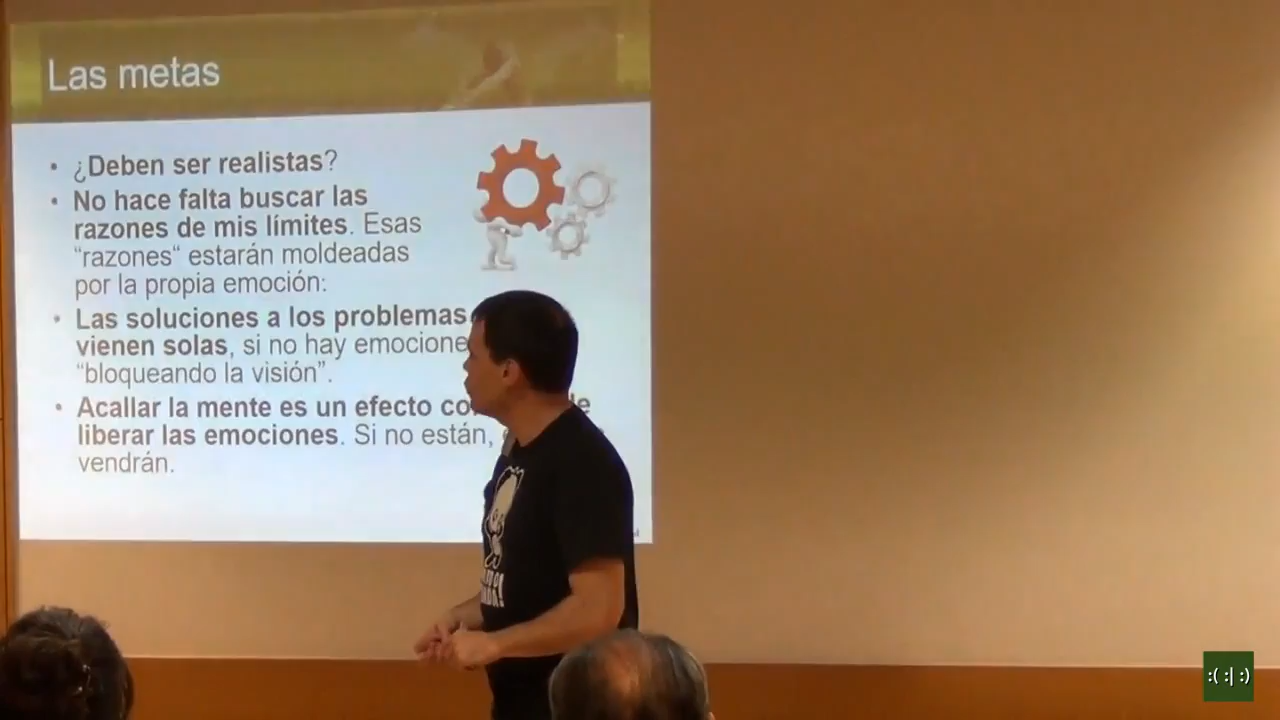 Las metas
• ¿Deben ser realistas?
• No hace falta buscar las
razones de mis límites. Esas
“razones“ estarán moldeadas
por la propia emoción:
• Las soluciones a los problemas
vienen solas, si no hay
“bloqueando la visión”.
• Acallar la mente es un efecto
liberar las emociones. Si no están,
vendrán.
:( :| :)